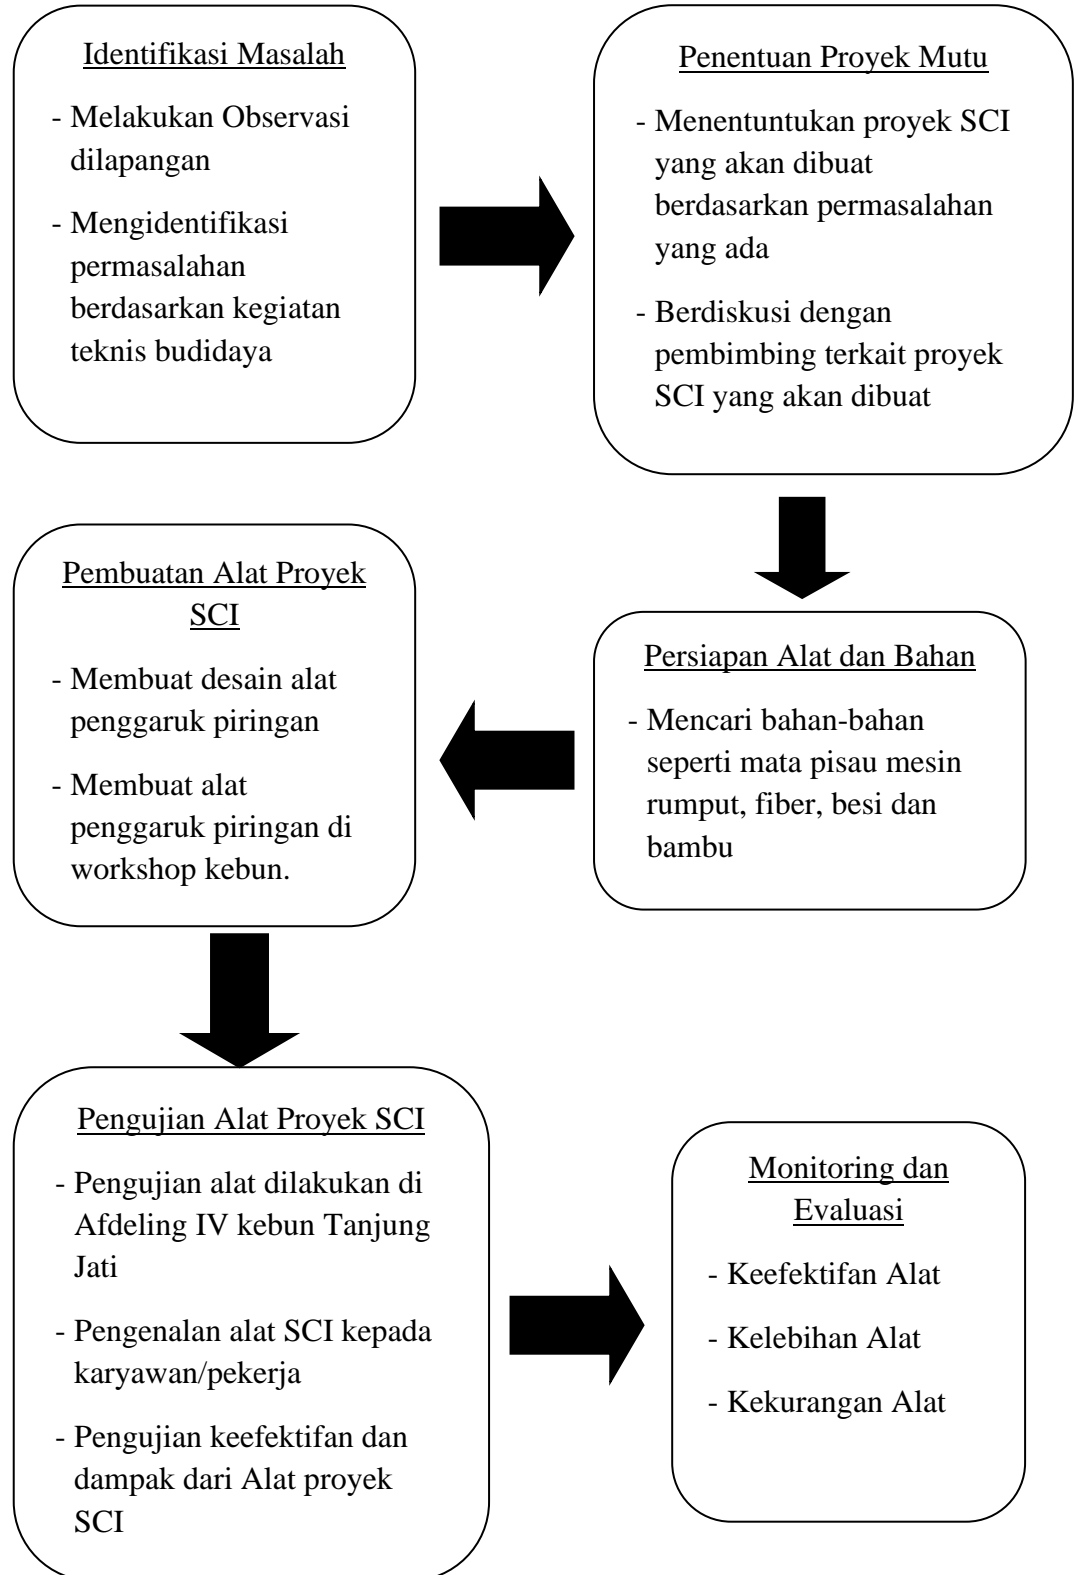 Identifikasi Masalah
- Melakukan Observasi
dilapangan
- Mengidentifikasi
permasalahan
berdasarkan kegiatan
teknis budidaya
Penentuan Proyek Mutu
- Menentuntukan proyek SCI
yang akan dibuat
berdasarkan permasalahan
yang ada
- Berdiskusi dengan
pembimbing terkait proyek
SCI yang akan dibuat
Persiapan Alat dan Bahan
- Mencari bahan-bahan
seperti mata pisau mesin
rumput, fiber, besi dan
bambu
Pembuatan Alat Proyek
SCI
- Membuat desain alat
penggaruk piringan
- Membuat alat
penggaruk piringan di
workshop kebun.
Pengujian Alat Proyek SCI
- Pengujian alat dilakukan di
Afdeling IV kebun Tanjung
Jati
- Pengenalan alat SCI kepada
karyawan/pekerja
- Pengujian keefektifan dan
dampak dari Alat proyek
SCI
Monitoring dan
Evaluasi
- Keefektifan Alat
- Kelebihan Alat
- Kekurangan Alat